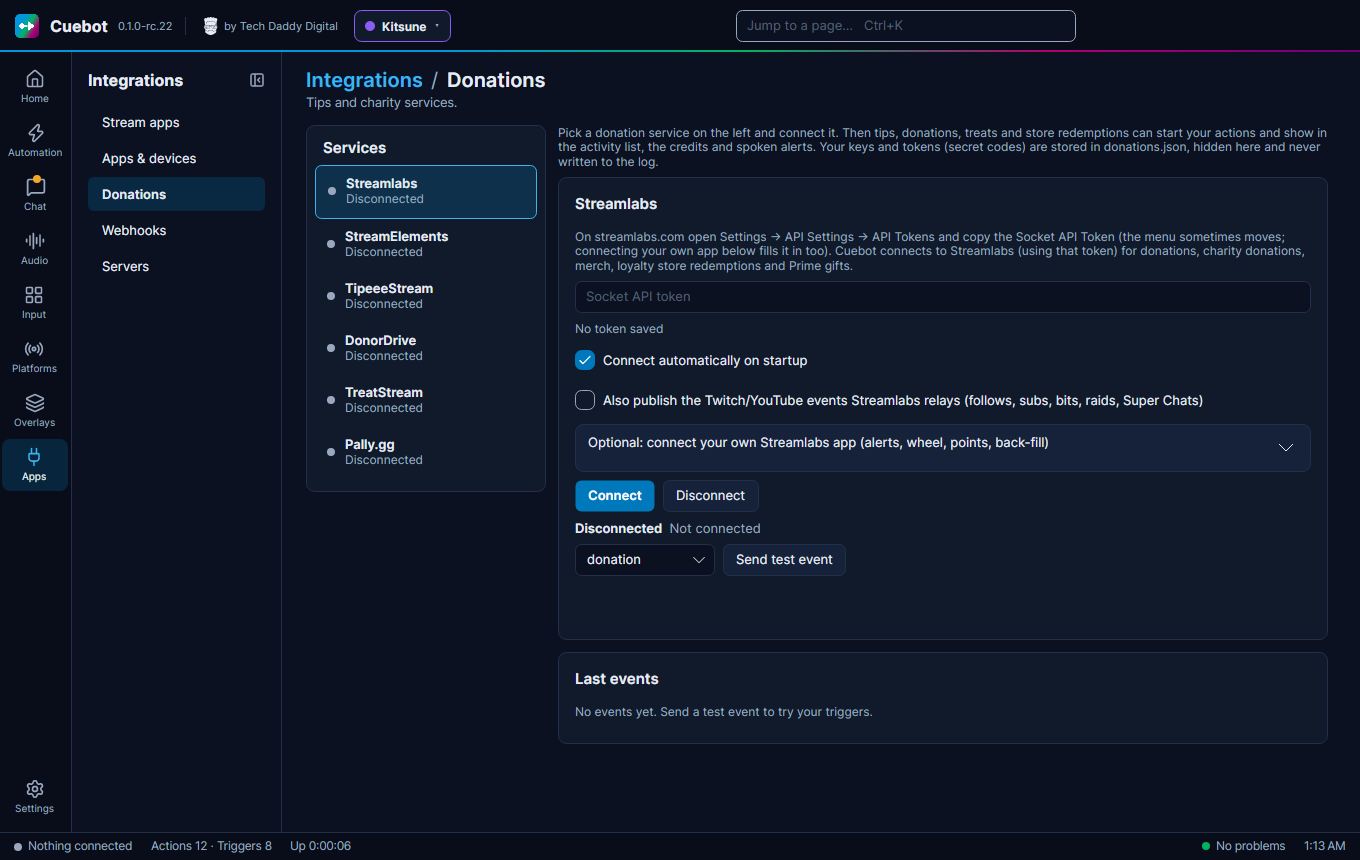 Cuebot 0.1.0-rc.22 by Tech Daddy Digital Kitsune
Jump to a page... Ctrl+K
Home
Automation
Chat
Audio
Input
Platforms
Overlays
Apps
Settings
Integrations
Stream apps
Apps & devices
Donations
Webhooks
Servers
Integrations / Donations
Tips and charity services.
Services
Streamlabs
Disconnected
StreamElements
Disconnected
TipeeeStream
Disconnected
DonorDrive
Disconnected
TreatStream
Disconnected
Pally.gg
Disconnected
Pick a donation service on the left and connect it. Then tips, donations, treats and store redemptions can start your actions and show in
the activity list, the credits and spoken alerts. Your keys and tokens (secret codes) are stored in donations.json, hidden here and never
written to the log.
Streamlabs
On streamlabs.com open Settings → API Settings → API Tokens and copy the Socket API Token (the menu sometimes moves;
connecting your own app below fills it in too). Cuebot connects to Streamlabs (using that token) for donations, charity donations,
merch, loyalty store redemptions and Prime gifts.
Socket API token
No token saved
Connect automatically on startup
Also publish the Twitch/YouTube events Streamlabs relays (follows, subs, bits, raids, Super Chats)
Optional: connect your own Streamlabs app (alerts, wheel, points, back-fill)
Connect Disconnect
Disconnected Not connected
donation Send test event
Last events
No events yet. Send a test event to try your triggers.
Nothing connected Actions 12 · Triggers 8 Up 0:00:06
No problems 1:13 AM